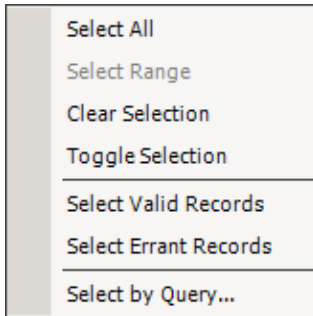 Select All
Select Range
Clear Selection
Toggle Selection
Select Valid Records
Select Errant Records
Select by Query...